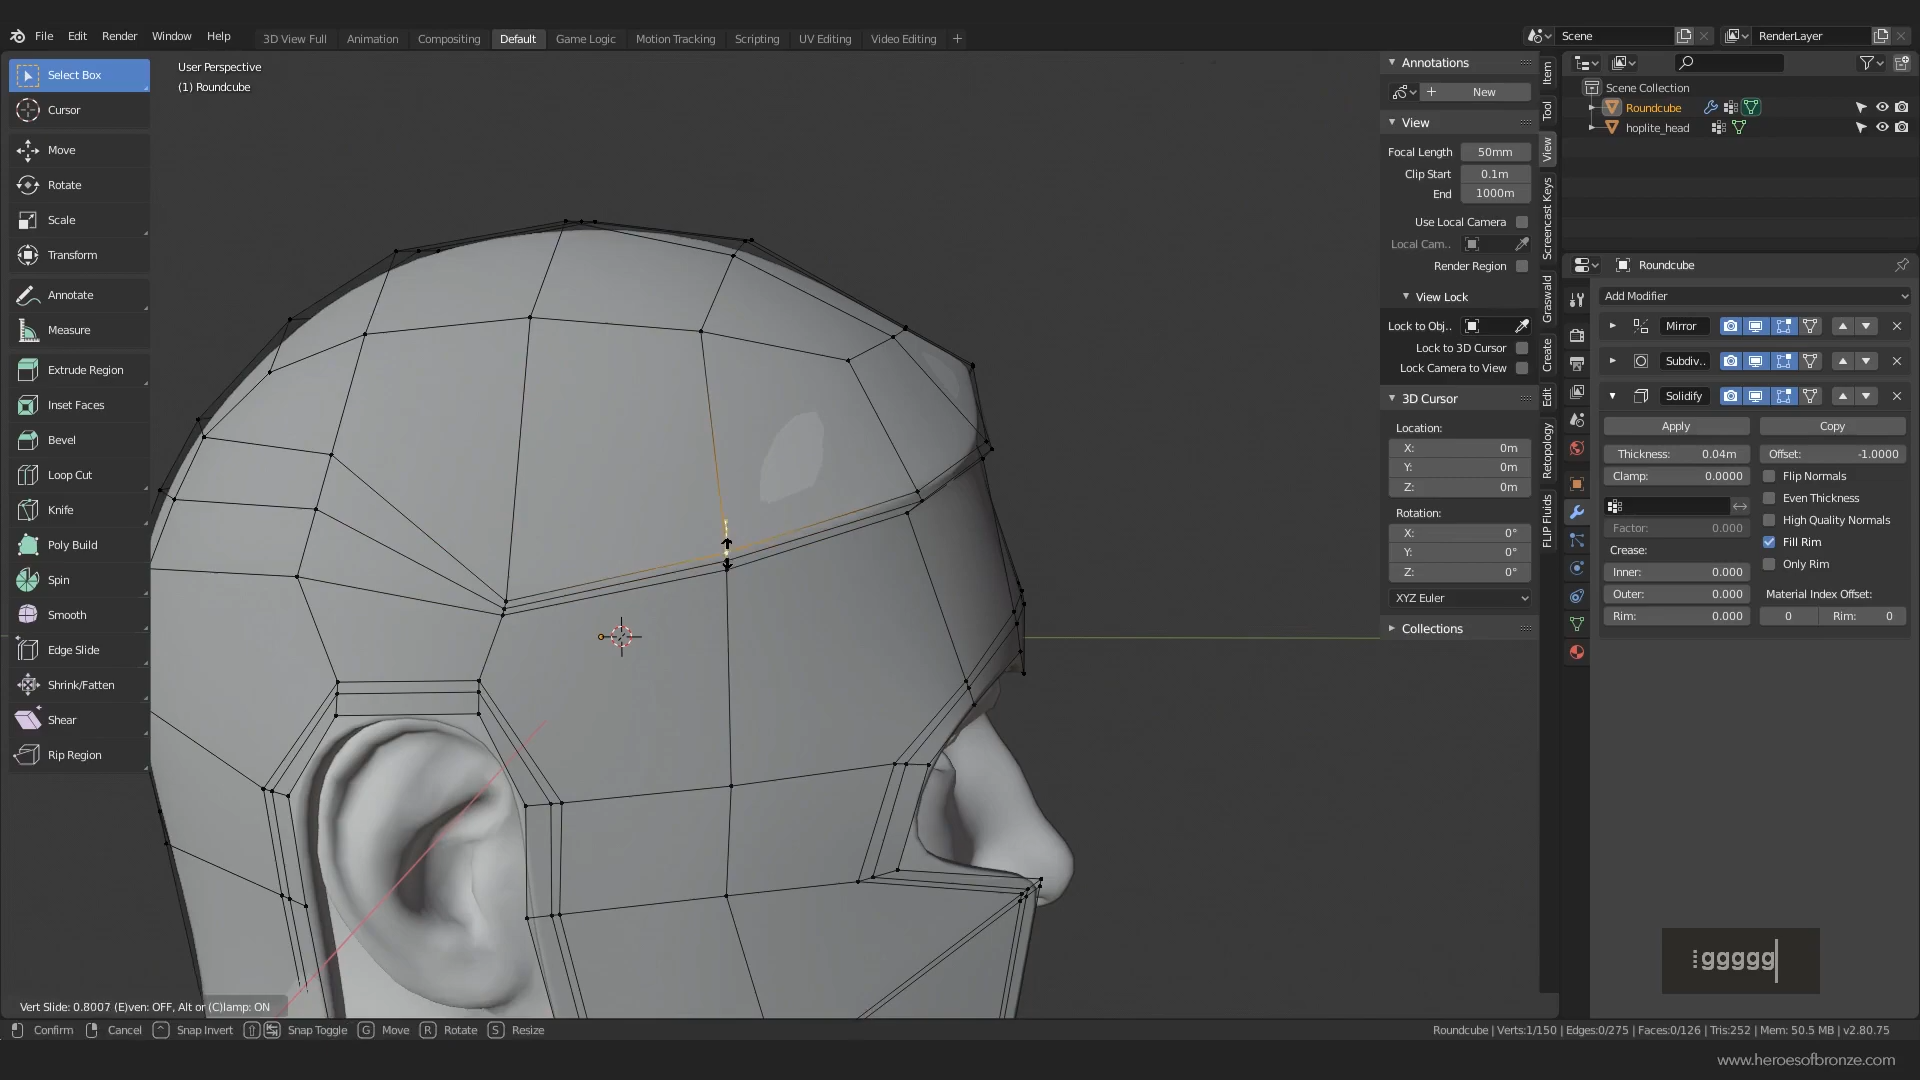 File Edit Render Window Help
3D View Full Animation Compositing Default Game Logic Motion Tracking Scripting UV Editing Video Editing +
Scene
RenderLayer
Select Box
Cursor
Move
Rotate
Scale
Transform
Annotate
Measure
Extrude Region
Inset Faces
Bevel
Loop Cut
Knife
Poly Build
Spin
Smooth
Edge Slide
Shrink/Fatten
Shear
Rip Region
User Perspective
(1) Roundcube
Annotations
+ New
View
Focal Length 50mm
Clip Start 0.1m
End 1000m
Use Local Camera
Local Cam..
Render Region
View Lock
Lock to Obj..
Lock to 3D Cursor
Lock Camera to View
3D Cursor
Location:
X: 0m
Y: 0m
Z: 0m
Rotation:
X: 0°
Y: 0°
Z: 0°
XYZ Euler
Collections
Item
Tool
View
Screencast Keys
Graswald
Create
Edit
Retopology
FLIP Fluids
Scene Collection
Roundcube
hoplite_head
Roundcube
Add Modifier
Mirror
Subdiv..
Solidify
Apply Copy
Thickness: 0.04m Offset: -1.0000
Clamp: 0.0000 Flip Normals
Even Thickness
Factor: 0.000 High Quality Normals
Crease: Fill Rim
Inner: 0.000 Only Rim
Outer: 0.000 Material Index Offset:
Rim: 0.000 0 Rim: 0
ggggg
Vert Slide: 0.8007 (E)ven: OFF, Alt or (C)lamp: ON
Confirm Cancel ^ Snap Invert Snap Toggle G Move R Rotate S Resize
Roundcube | Verts:1/150 | Edges:0/275 | Faces:0/126 | Tris:252 | Mem: 50.5 MB | v2.80.75
www.heroesofbronze.com